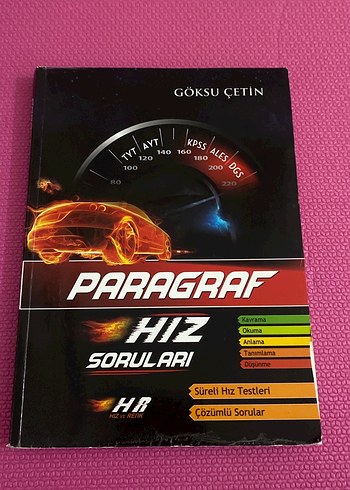 GÖKSU ÇETİN
TYT AYT KPSS ALES DGS
80 100 120 140 160 180 200 220
PARAGRAF
HIZ
SORULARI
Kavrama
Okuma
Anlama
Tanımlama
Düşünme
Süreli Hız Testleri
Çözümlü Sorular
HR
HIZ ve RENK